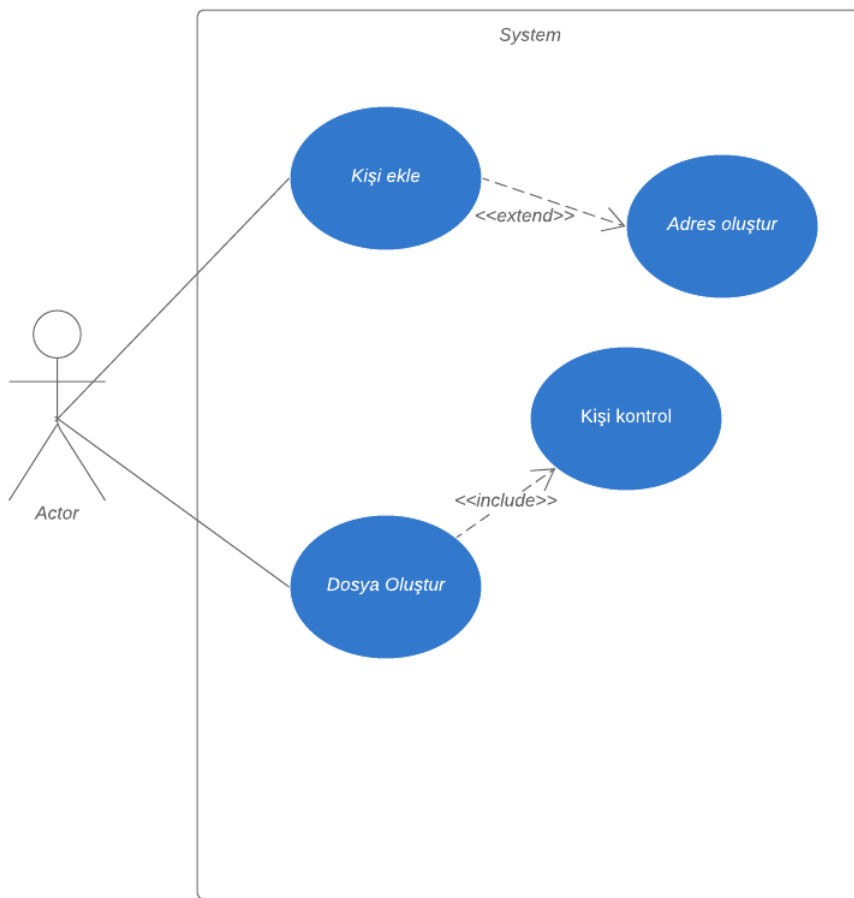 System
Kişi ekle
<<extend>>
Adres oluştur
Kişi kontrol
<<include>>
Actor
Dosya Oluştur